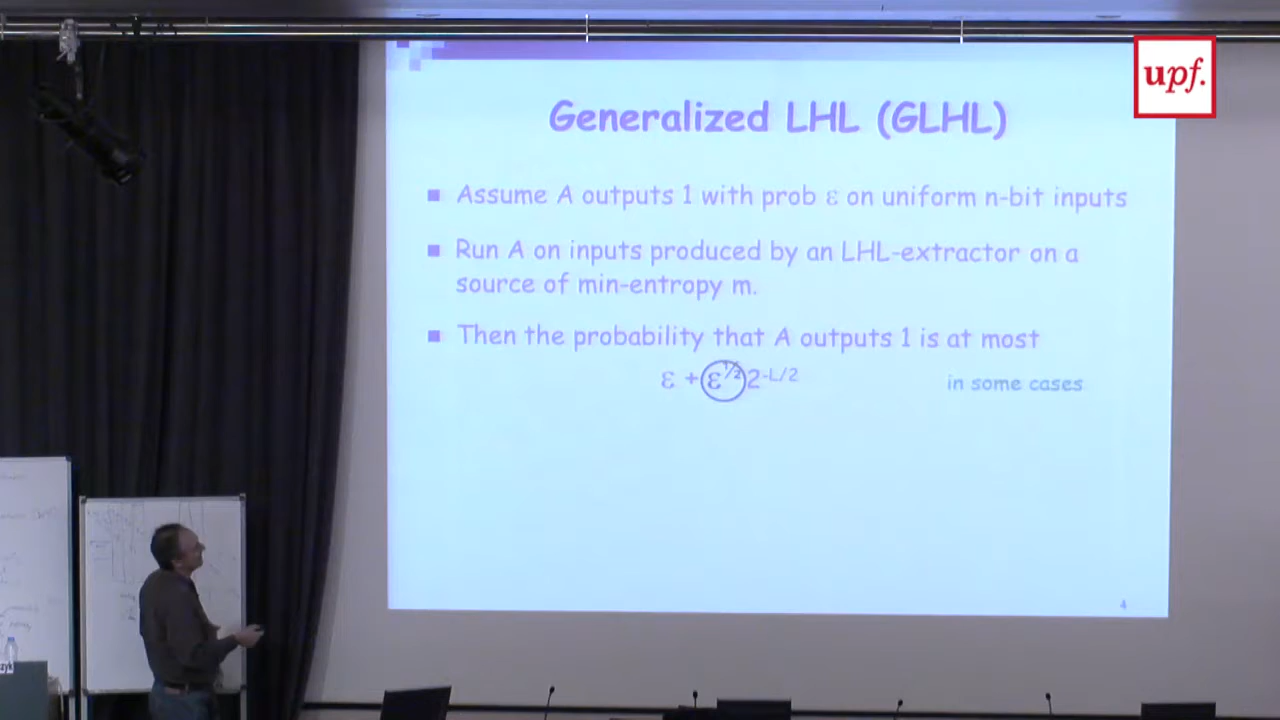 upf.
Generalized LHL (GLHL)
Assume A outputs 1 with prob ε on uniform n-bit inputs
Run A on inputs produced by an LHL-extractor on a
source of min-entropy m.
Then the probability that A outputs 1 is at most
ε + ε^½ 2^-L/2 in some cases
4